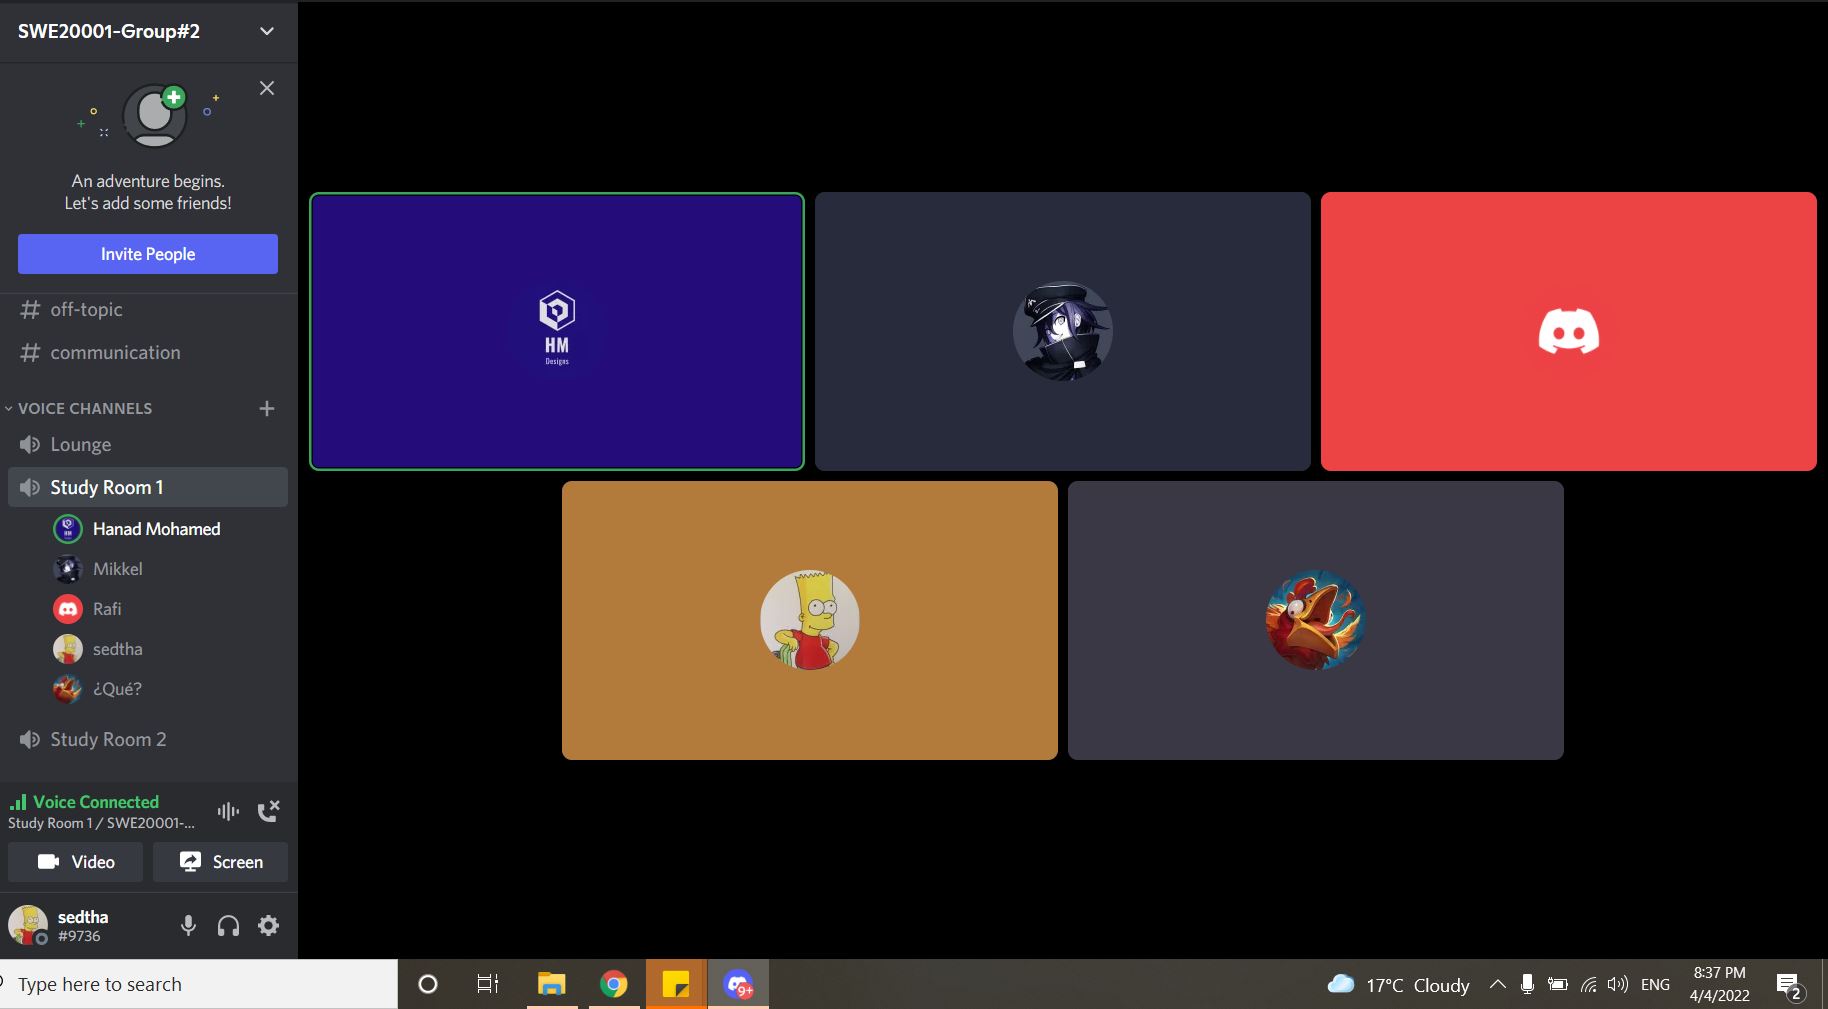 SWE20001-Group#2
An adventure begins.
Let's add some friends!
Invite People
# off-topic
# communication
VOICE CHANNELS
Lounge
Study Room 1
Hanad Mohamed
Mikkel
Rafi
sedtha
¿Qué?
Study Room 2
Voice Connected
Study Room 1 / SWE20001-...
Video
Screen
sedtha
#9736
HM
Designs
Type here to search
9+
17°C Cloudy
ENG
8:37 PM
4/4/2022
2